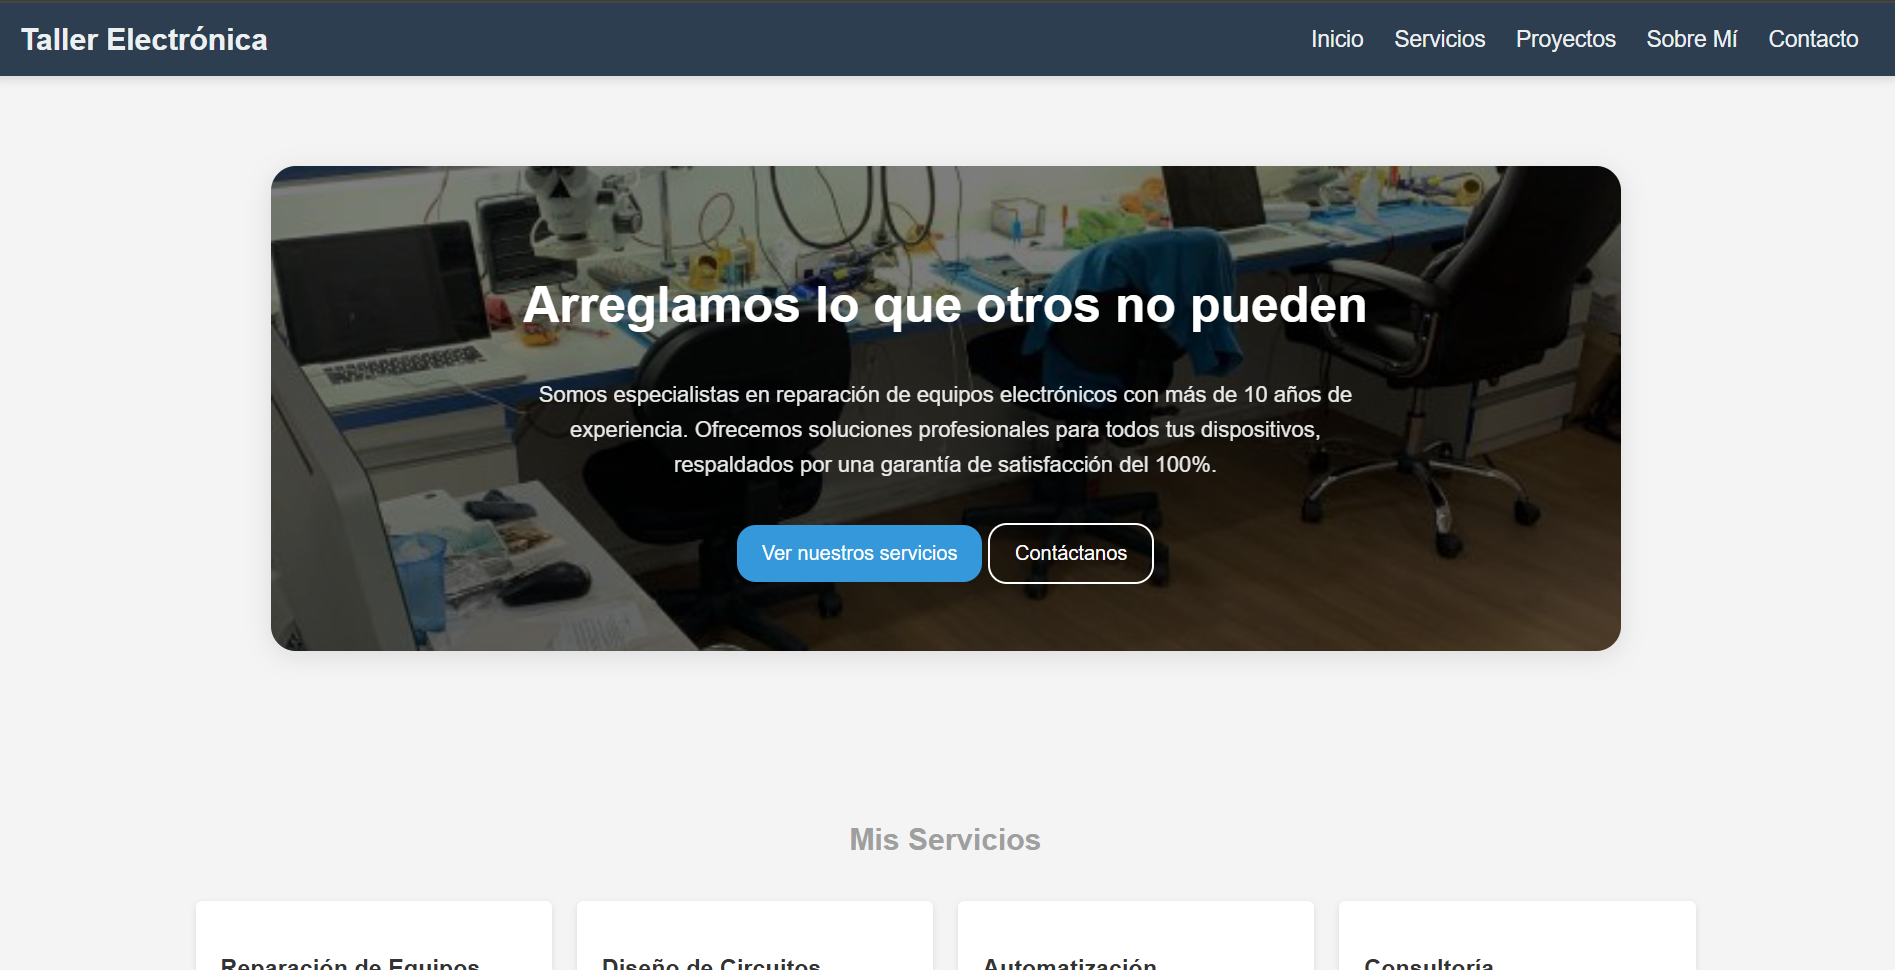 Taller Electrónica
Inicio Servicios Proyectos Sobre Mí Contacto
Arreglamos lo que otros no pueden
Somos especialistas en reparación de equipos electrónicos con más de 10 años de
experiencia. Ofrecemos soluciones profesionales para todos tus dispositivos,
respaldados por una garantía de satisfacción del 100%.
Ver nuestros servicios Contáctanos
Mis Servicios
Reparación de Equipos Diseño de Circuitos Automatización Consultoría